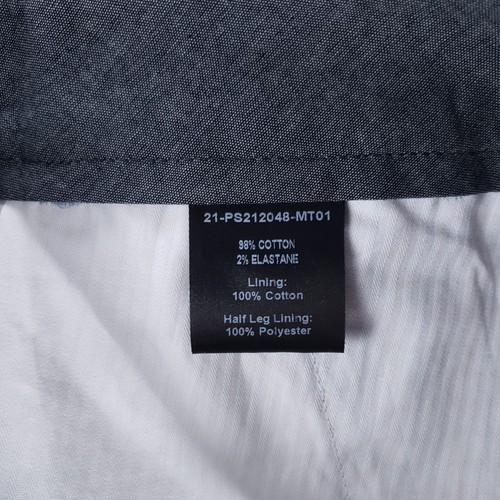 21-PS212048-MT01
98% COTTON
2% ELASTANE
Lining:
100% Cotton
Half Leg Lining:
100% Polyester